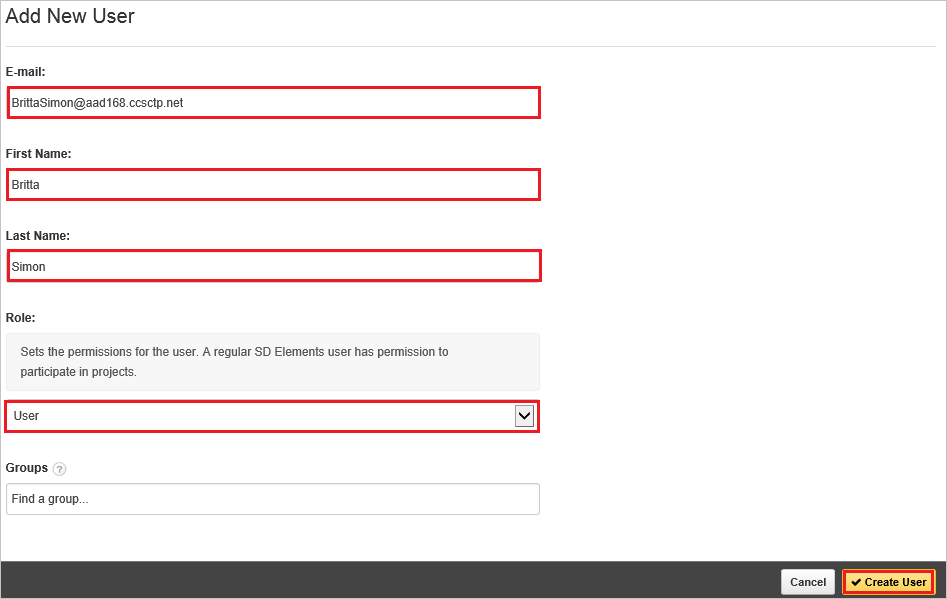 Add New User
E-mail:
BrittaSimon@aad168.ccsctp.net
First Name:
Britta
Last Name:
Simon
Role:
Sets the permissions for the user. A regular SD Elements user has permission to
participate in projects.
User
Groups ?
Find a group...
Cancel ✔ Create User